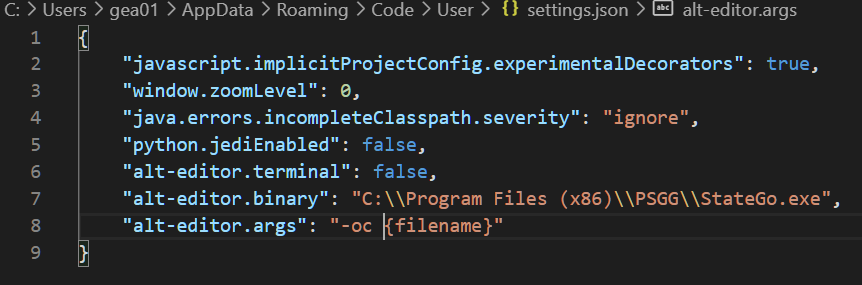 C: > Users > gea01 > AppData > Roaming > Code > User > {} settings.json > abc alt-editor.args
1 {
2 "javascript.implicitProjectConfig.experimentalDecorators": true,
3 "window.zoomLevel": 0,
4 "java.errors.incompleteClasspath.severity": "ignore",
5 "python.jediEnabled": false,
6 "alt-editor.terminal": false,
7 "alt-editor.binary": "C:\\Program Files (x86)\\PSGG\\StateGo.exe",
8 "alt-editor.args": "-oc {filename}"
9 }